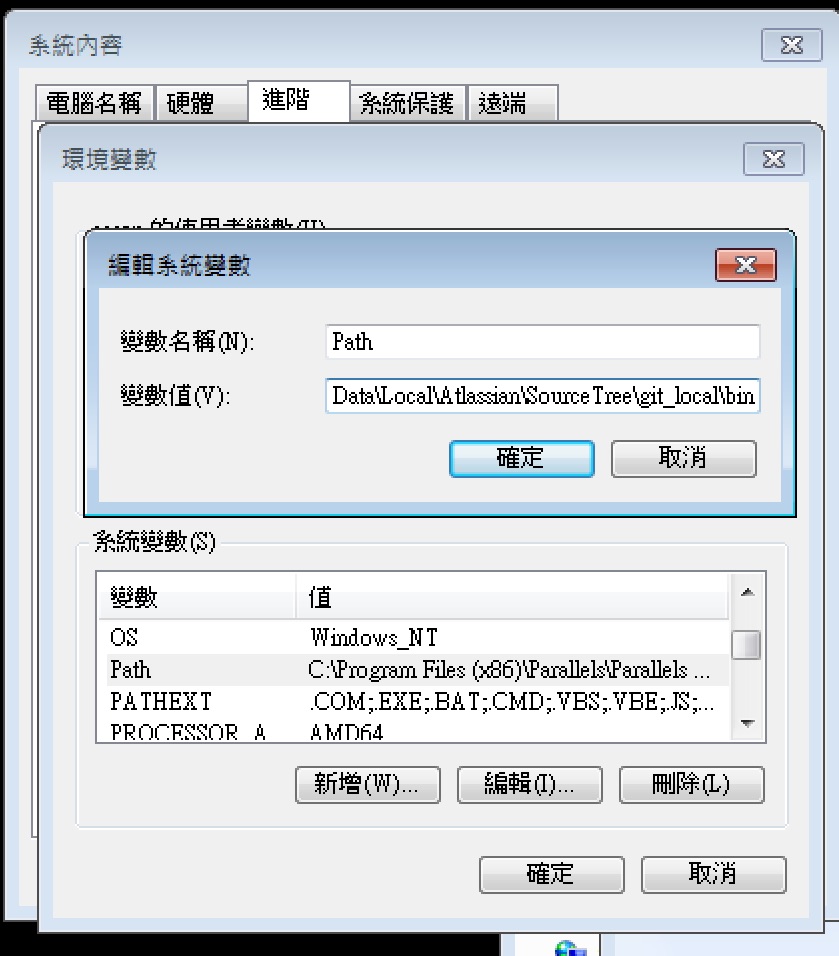 系統內容
電腦名稱 硬體 進階 系統保護 遠端
環境變數
的使用者變數(U)
編輯系統變數
變數名稱(N): Path
變數值(V): Data\Local\Atlassian\SourceTree\git_local\bin
確定 取消
系統變數(S)
變數 值
OS Windows_NT
Path C:\Program Files (x86)\Parallels\Parallels ...
PATHEXT .COM;.EXE;.BAT;.CMD;.VBS;.VBE;.JS;...
PROCESSOR_A AMD64
新增(W)... 編輯(I)... 刪除(L)
確定 取消